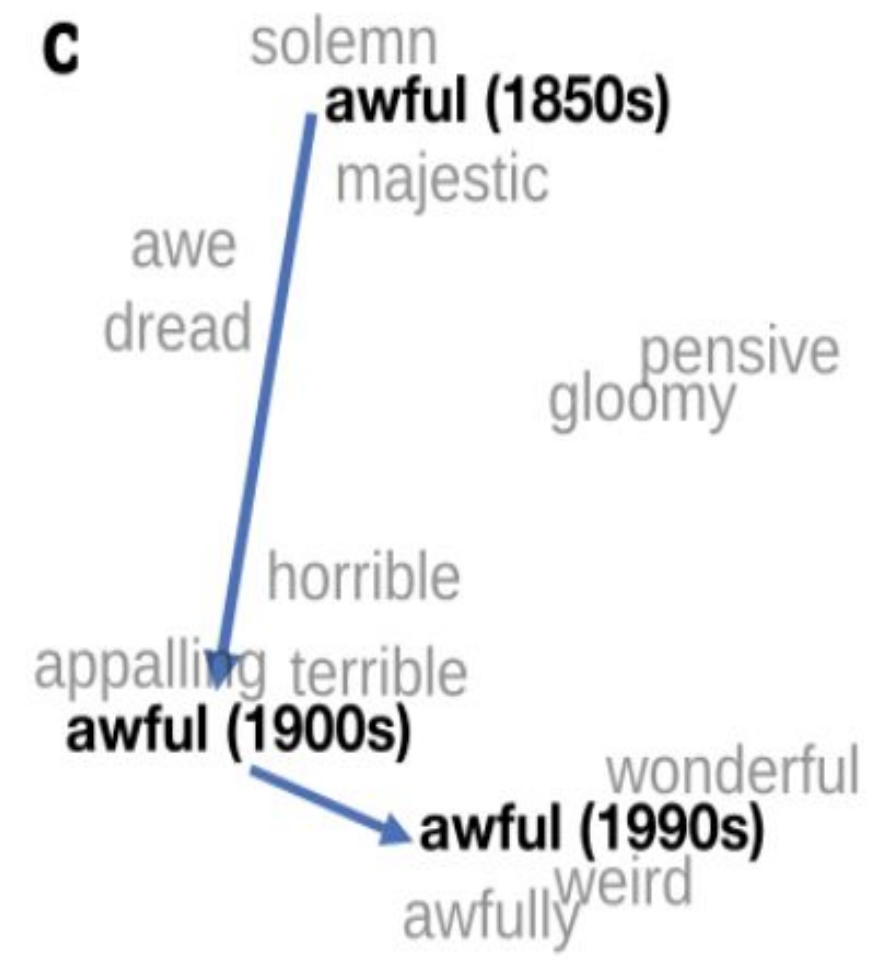 c
solemn
awful (1850s)
majestic
awe
dread
pensive
gloomy
horrible
appalling terrible
awful (1900s)
wonderful
awful (1990s)
weird
awfully